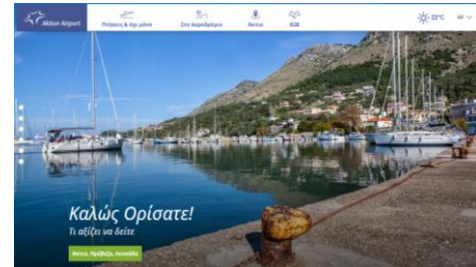 Aktion Airport
Πτήσεις & όχι μόνο
Στο Αεροδρόμιο
Άκτιο
B2B
22°C
GR
Καλώς Ορίσατε!
Τι αξίζει να δείτε
Άκτιο, Πρέβεζα, Λευκάδα